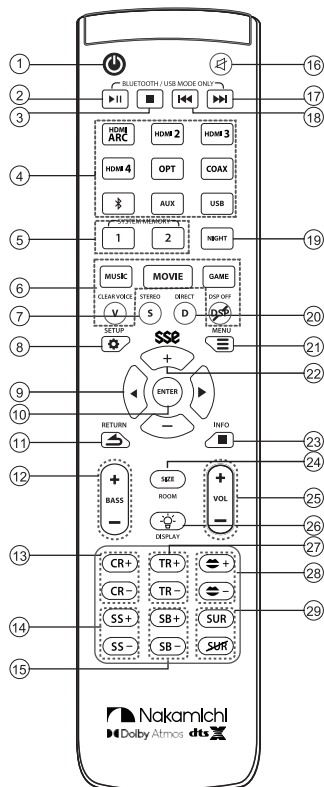 1 16
BLUETOOTH / USB MODE ONLY
2 17
3 18
HDMI ARC HDMI 2 HDMI 3
4 HDMI 4 OPT COAX
AUX USB
SYSTEM MEMORY
5 1 2 NIGHT 19
6 MUSIC MOVIE GAME
CLEAR VOICE STEREO DIRECT DSP OFF
7 V S D DSP 20
SETUP sse MENU
8 21
+ 22
9
10 ENTER
RETURN − INFO
11 23
12 + SIZE + 24
BASS ROOM VOL 25
− −
26
DISPLAY
27
13 CR+ TR+ + 28
CR− TR− −
14 SS+ SB+ SUR 29
SS− SB− SUR
15
Nakamichi
Dolby Atmos dts X